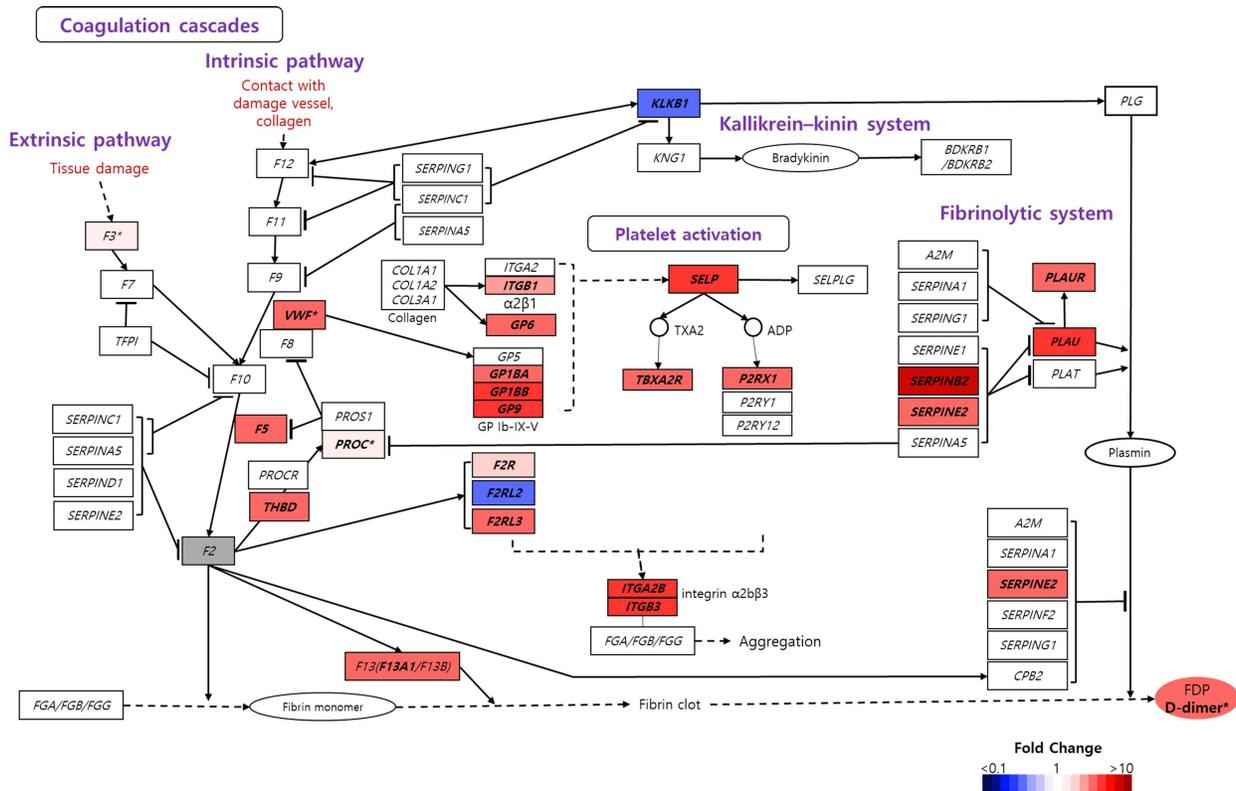 Coagulation cascades
Intrinsic pathway
Contact with
damage vessel,
collagen
Extrinsic pathway
Tissue damage
F3*
F7
TFPI
F12
F11
F9
VWF*
F8
F10
SERPING1
SERPINC1
SERPINA5
KLKB1
PLG
Kallikrein–kinin system
KNG1
Bradykinin
BDKRB1
/BDKRB2
Fibrinolytic system
Platelet activation
COL1A1
COL1A2
COL3A1
Collagen
ITGA2
ITGB1
α2β1
GP6
GP5
GP1BA
GP1BB
GP9
GP Ib-IX-V
SELP
SELPLG
TXA2
ADP
TBXA2R
P2RX1
P2RY1
P2RY12
A2M
SERPINA1
SERPING1
SERPINE1
SERPINB2
SERPINE2
SERPINA5
PLAUR
PLAU
PLAT
Plasmin
SERPINC1
SERPINA5
SERPIND1
SERPINE2
F5
PROS1
PROC*
PROCR
THBD
F2
F2R
F2RL2
F2RL3
ITGA2B
ITGB3
integrin α2bβ3
FGA/FGB/FGG
Aggregation
A2M
SERPINA1
SERPINE2
SERPINF2
SERPING1
CPB2
F13(F13A1/F13B)
FGA/FGB/FGG
Fibrin monomer
Fibrin clot
FDP
D-dimer*
Fold Change
<0.1 1 >10